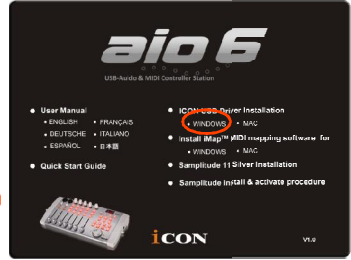 aio 6
USB-Auido & MIDI Controller Station
User Manual
• ENGLISH • FRANÇAIS
• DEUTSCHE • ITALIANO
• ESPAÑOL • 日本語
Quick Start Guide
ICON USB Driver Installation
• WINDOWS • MAC
Install iMap™ MIDI mapping software for
• WINDOWS • MAC
Samplitude 11 Silver Installation
Samplitude Install & activate procedure
iCON
V1.0